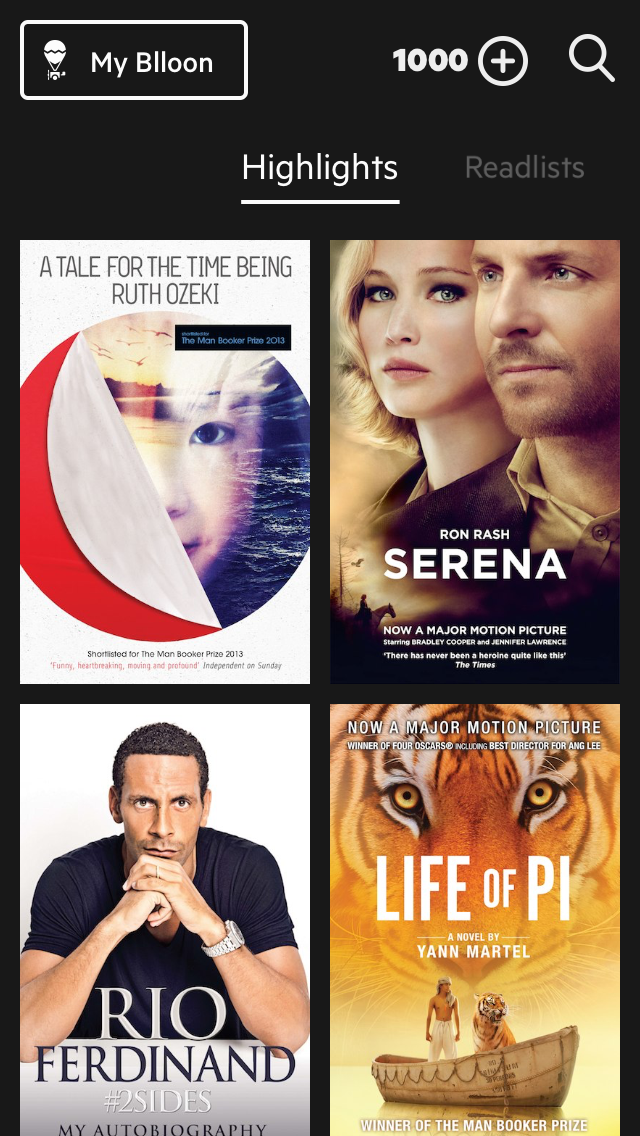 My Blloon
1000
Highlights
Readlists
A TALE FOR THE TIME BEING
RUTH OZEKI
shortlisted for
The Man Booker Prize 2013
Shortlisted for The Man Booker Prize 2013
'Funny, heartbreaking, moving and profound' Independent on Sunday
RON RASH
SERENA
NOW A MAJOR MOTION PICTURE
Starring BRADLEY COOPER and JENNIFER LAWRENCE
'There has never been a heroine quite like this'
The Times
RIO
FERDINAND
#2SIDES
MY AUTOBIOGRAPHY
NOW A MAJOR MOTION PICTURE
WINNER OF FOUR OSCARS® INCLUDING BEST DIRECTOR FOR ANG LEE
LIFE OF PI
A NOVEL BY
YANN MARTEL
WINNER OF THE MAN BOOKER PRIZE